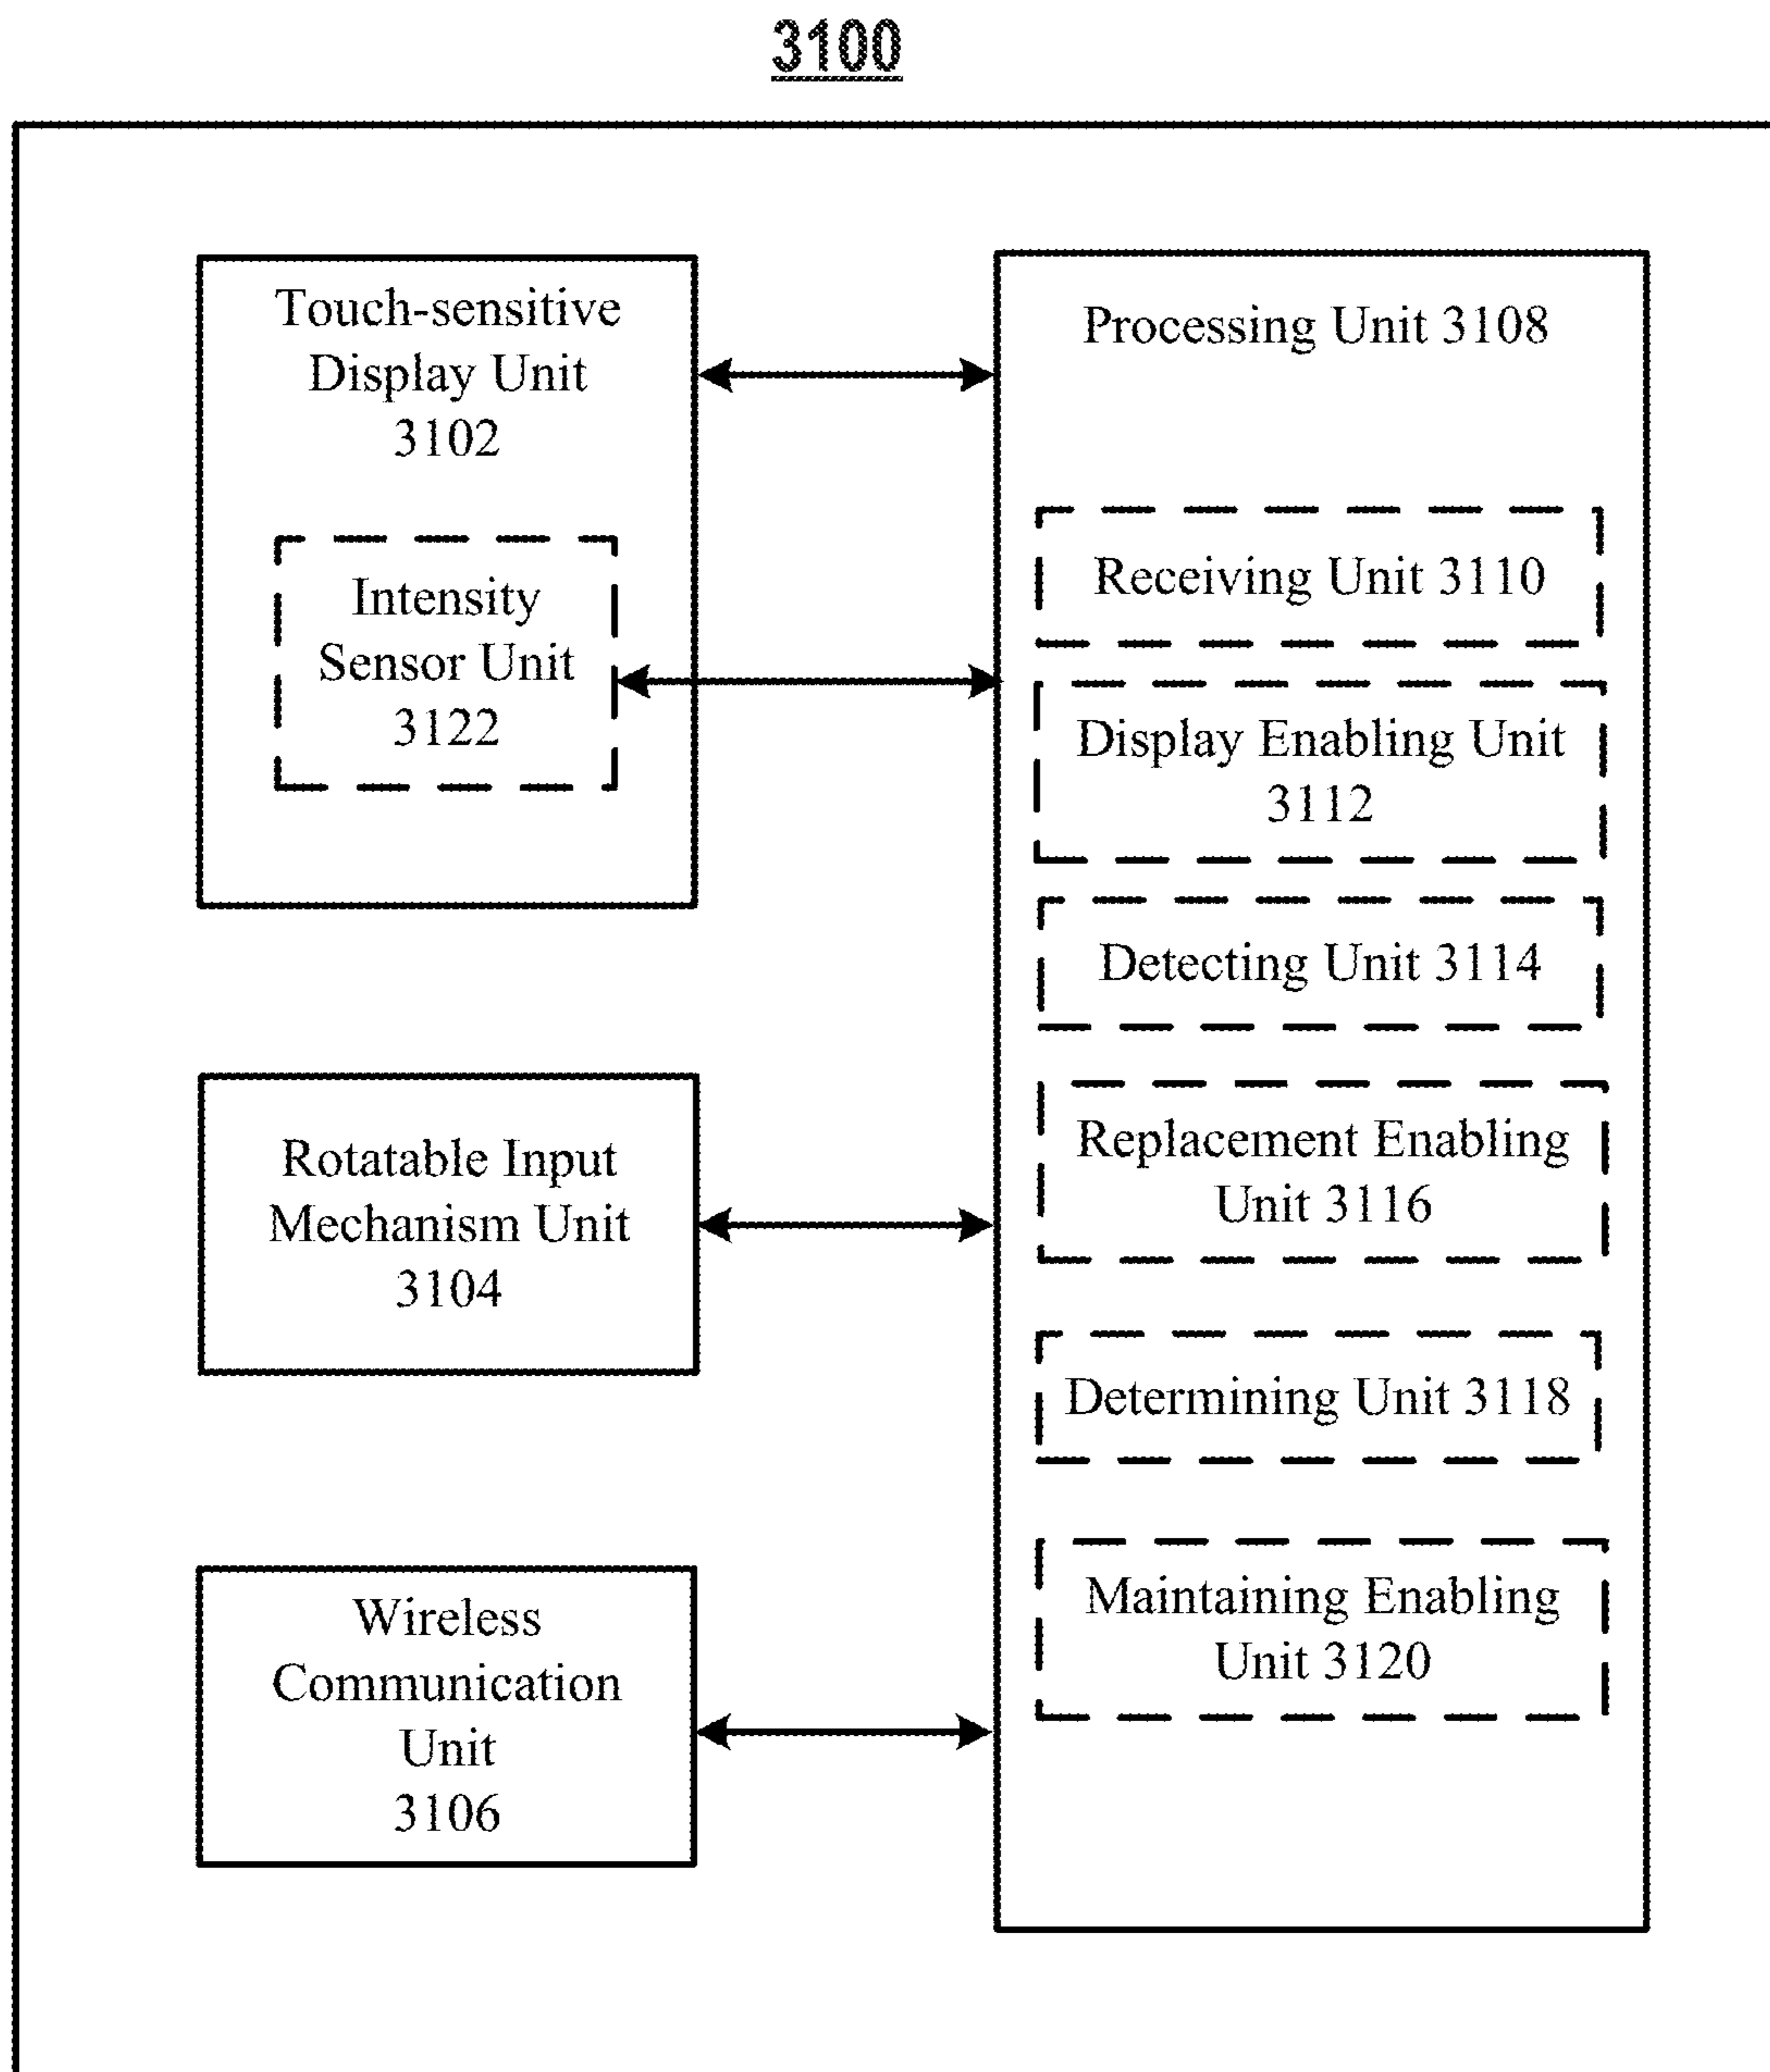 3100
Touch-sensitive
Display Unit
3102
Intensity
Sensor Unit
3122
Rotatable Input
Mechanism Unit
3104
Wireless
Communication
Unit
3106
Processing Unit 3108
Receiving Unit 3110
Display Enabling Unit
3112
Detecting Unit 3114
Replacement Enabling
Unit 3116
Determining Unit 3118
Maintaining Enabling
Unit 3120